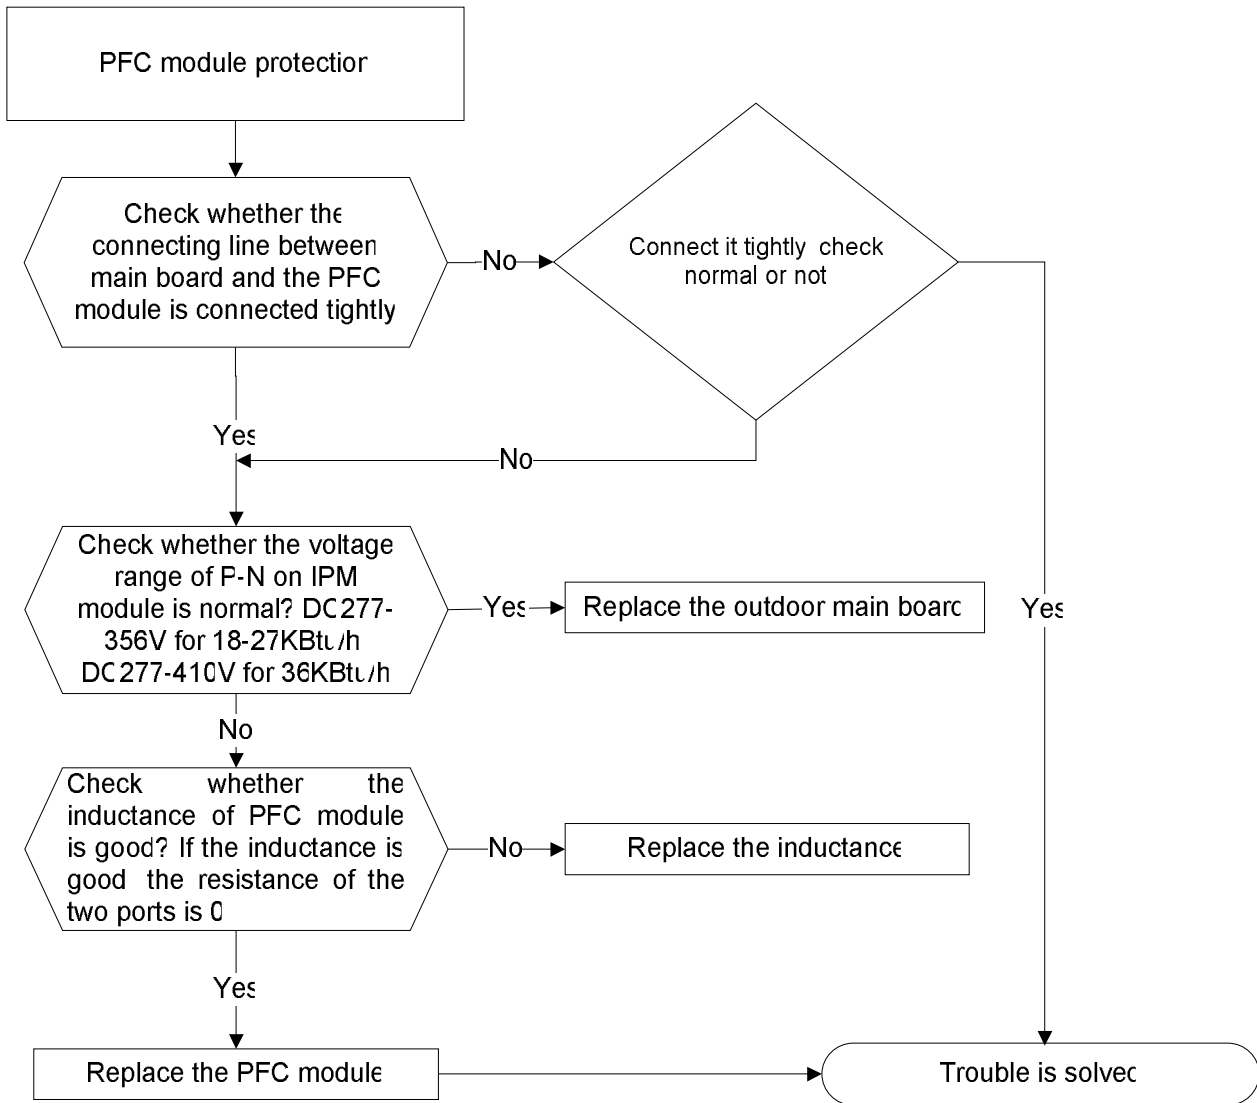 PFC module protection
Check whether the
connecting line between
main board and the PFC
module is connected tightly
No
Connect it tightly check
normal or not
Yes
No
Check whether the voltage
range of P-N on IPM
module is normal? DC277-
356V for 18-27KBtu/h
DC277-410V for 36KBtu/h
Yes
Replace the outdoor main board
Yes
No
Check whether the
inductance of PFC module
is good? If the inductance is
good the resistance of the
two ports is 0
No
Replace the inductance
Yes
Replace the PFC module
Trouble is solved